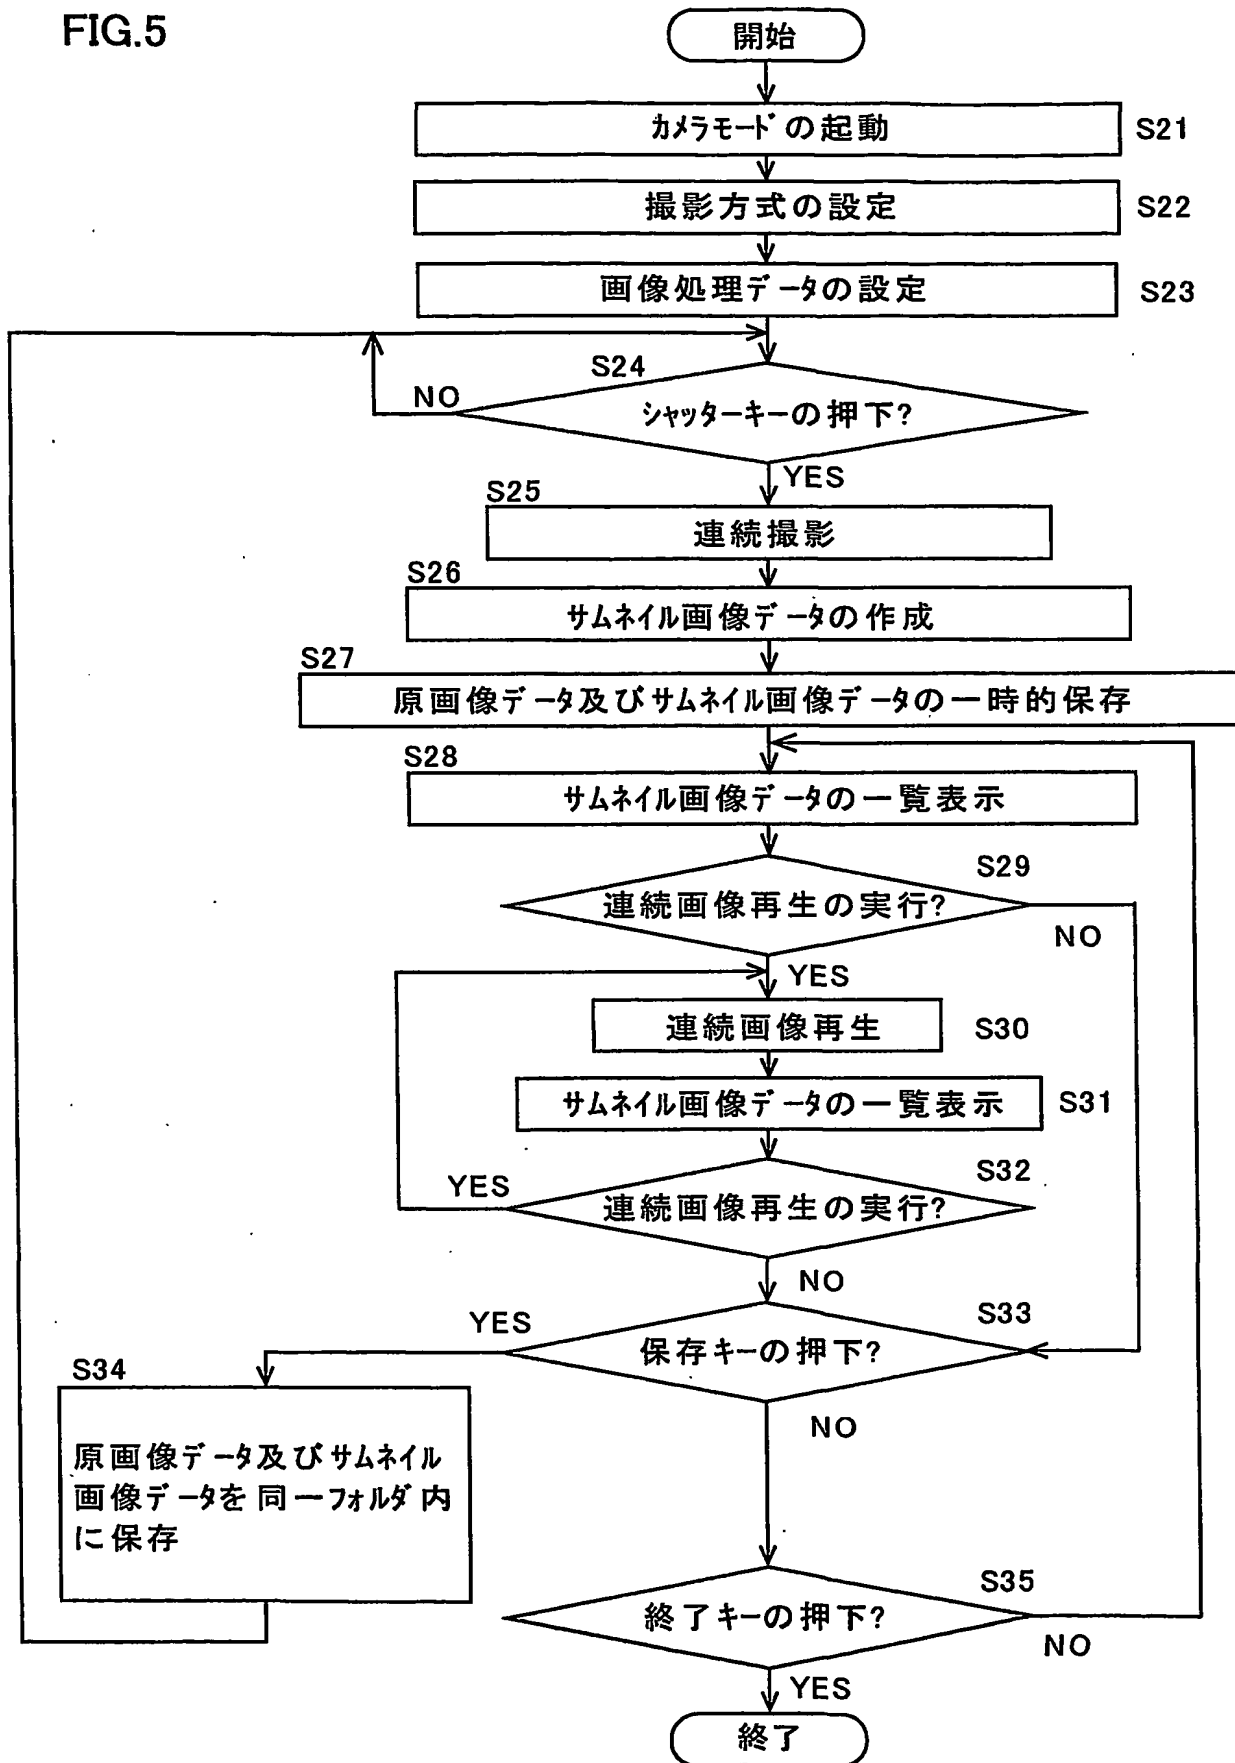 FIG.5
開始
カメラモードの起動
S21
撮影方式の設定
S22
画像処理データの設定
S23
S24
NO
シャッターキーの押下?
YES
S25
連続撮影
S26
サムネイル画像データの作成
S27
原画像データ及びサムネイル画像データの一時的保存
S28
サムネイル画像データの一覧表示
S29
連続画像再生の実行?
NO
YES
連続画像再生
S30
サムネイル画像データの一覧表示
S31
S32
YES
連続画像再生の実行?
NO
S33
YES
保存キーの押下?
S34
NO
原画像データ及びサムネイル
画像データを同一フォルダ内
に保存
S35
終了キーの押下?
NO
YES
終了